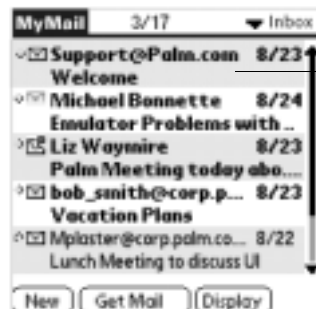 MyMail 3/17 Inbox
Support@Palm.com 8/23
Welcome
Michael Bonnette 8/24
Emulator Problems with ..
Liz Waymire 8/23
Palm Meeting today abo....
bob_smith@corp.p... 8/23
Vacation Plans
Mplaster@corp.palm.co... 8/22
Lunch Meeting to discuss UI
New Get Mail Display